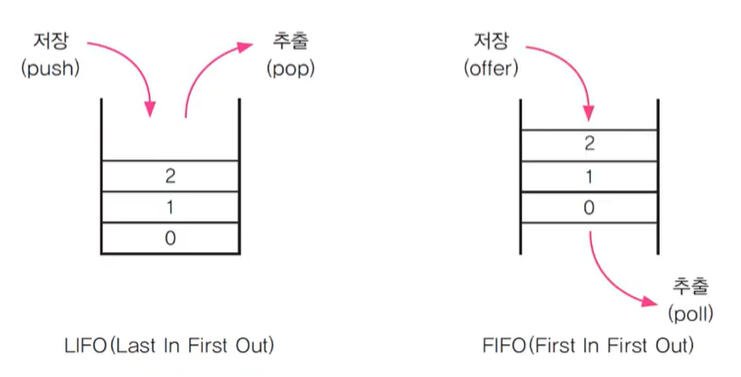 저장
(push)
추출
(pop)
2
1
0
LIFO(Last In First Out)
저장
(offer)
2
1
0
추출
(poll)
FIFO(First In First Out)